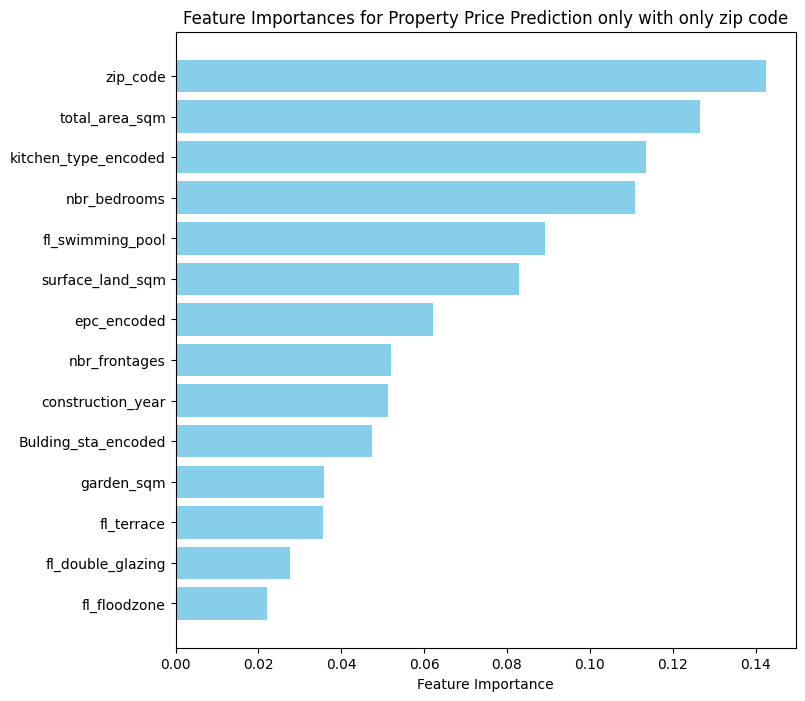 Feature Importances for Property Price Prediction only with only zip code
zip_code
total_area_sqm
kitchen_type_encoded
nbr_bedrooms
fl_swimming_pool
surface_land_sqm
epc_encoded
nbr_frontages
construction_year
Bulding_sta_encoded
garden_sqm
fl_terrace
fl_double_glazing
fl_floodzone
0.00 0.02 0.04 0.06 0.08 0.10 0.12 0.14
Feature Importance